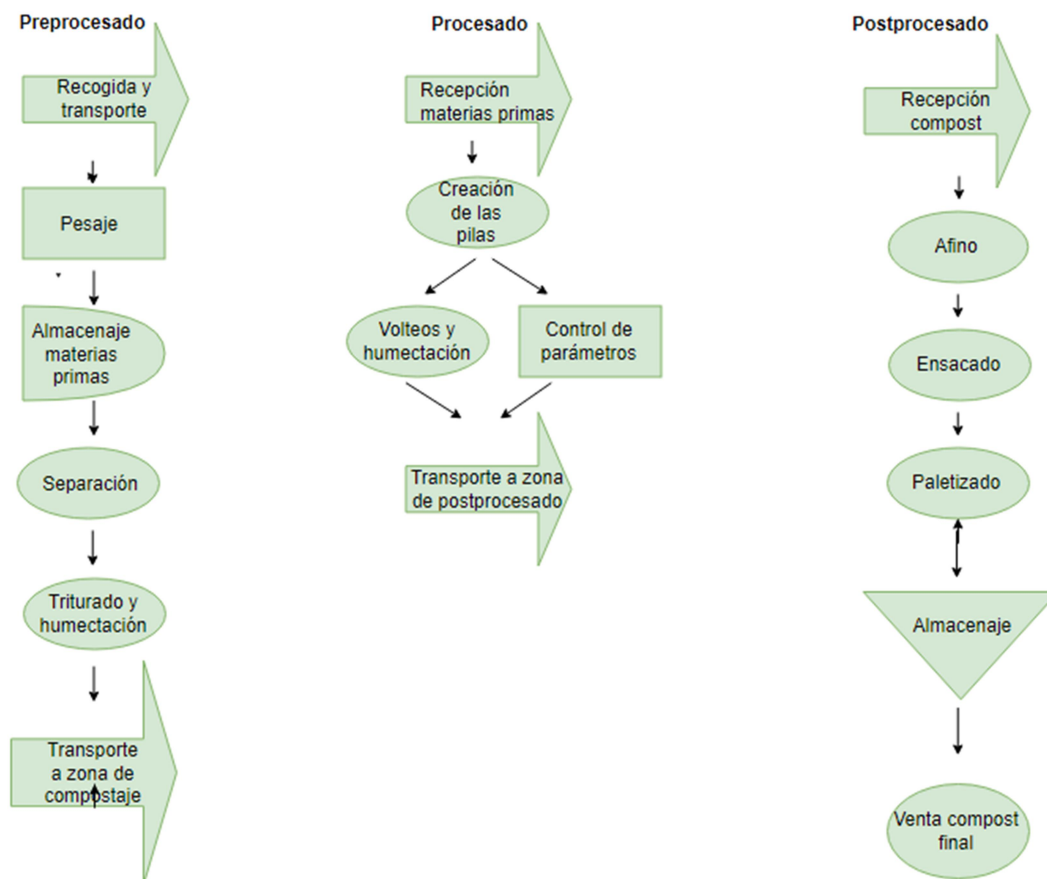 Preprocesado
Recogida y
transporte
Pesaje
Almacenaje
materias
primas
Separación
Triturado y
humectación
Transporte
a zona de
compostaje
Procesado
Recepción
materias primas
Creación
de las
pilas
Volteos y
humectación
Control de
parámetros
Transporte a zona
de postprocesado
Postprocesado
Recepción
compost
Afino
Ensacado
Paletizado
Almacenaje
Venta compost
final